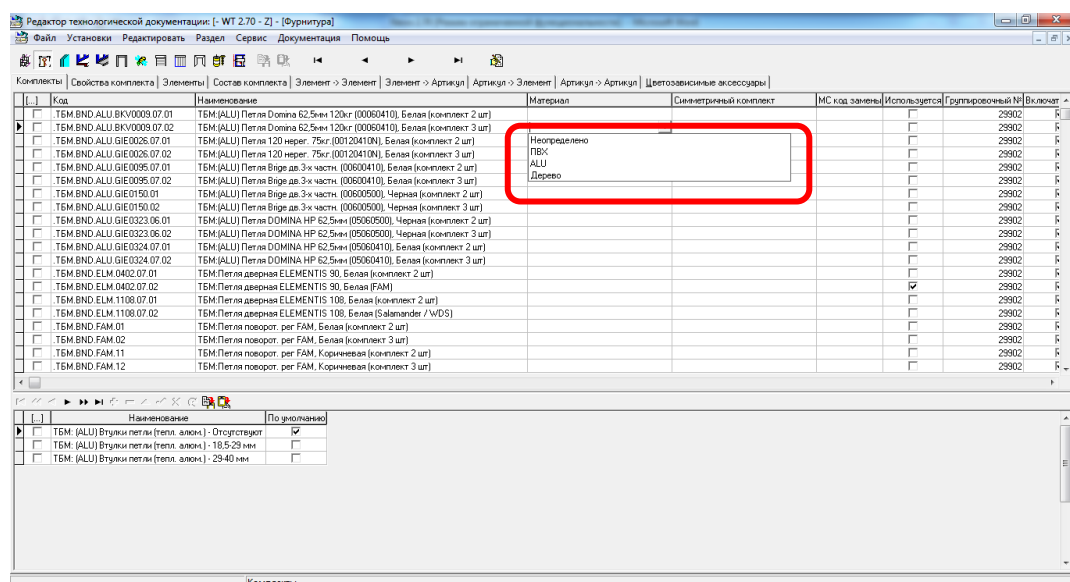 Редактор технологической документации: [- WT 2.70 - Z] - [Фурнитура]
Файл Установки Редактировать Раздел Сервис Документация Помощь
Комплекты Свойства комплекта Элементы Состав комплекта Элемент -> Элемент Элемент -> Артикул Артикул -> Элемент Артикул -> Артикул Цветозависимые аксессуары
[...] Код Наименование Материал Симметричный комплект МС код замены Используется Группировочный № Включат
.ТБМ.BND.ALU.BKV0009.07.01 ТБМ:(ALU) Петля Domina 62,5мм 120кг (00060410), Белая (комплект 2 шт) 29902
.ТБМ.BND.ALU.BKV0009.07.02 ТБМ:(ALU) Петля Domina 62,5мм 120кг (00060410), Белая (комплект 3 шт) 29902
.ТБМ.BND.ALU.GIE0026.07.01 ТБМ:(ALU) Петля 120 нерег. 75кг.(00120410N), Белая (комплект 2 шт) Неопределено 29902
.ТБМ.BND.ALU.GIE0026.07.02 ТБМ:(ALU) Петля 120 нерег. 75кг.(00120410N), Белая (комплект 3 шт) ПВХ 29902
.ТБМ.BND.ALU.GIE0095.07.01 ТБМ:(ALU) Петля Brige дв.3-х частн. (00600410), Белая (комплект 2 шт) ALU 29902
.ТБМ.BND.ALU.GIE0095.07.02 ТБМ:(ALU) Петля Brige дв.3-х частн. (00600410), Белая (комплект 3 шт) Дерево 29902
.ТБМ.BND.ALU.GIE0150.01 ТБМ:(ALU) Петля Brige дв.3-х частн. (00600500), Черная (комплект 2 шт) 29902
.ТБМ.BND.ALU.GIE0150.02 ТБМ:(ALU) Петля Brige дв.3-х частн. (00600500), Черная (комплект 3 шт) 29902
.ТБМ.BND.ALU.GIE0323.06.01 ТБМ:(ALU) Петля DOMINA HP 62,5мм (05060500), Черная (комплект 2 шт) 29902
.ТБМ.BND.ALU.GIE0323.06.02 ТБМ:(ALU) Петля DOMINA HP 62,5мм (05060500), Черная (комплект 3 шт) 29902
.ТБМ.BND.ALU.GIE0324.07.01 ТБМ:(ALU) Петля DOMINA HP 62,5мм (05060410), Белая (комплект 2 шт) 29902
.ТБМ.BND.ALU.GIE0324.07.02 ТБМ:(ALU) Петля DOMINA HP 62,5мм (05060410), Белая (комплект 3 шт) 29902
.ТБМ.BND.ELM.0402.07.01 ТБМ:Петля дверная ELEMENTIS 90, Белая (комплект 2 шт) 29902
.ТБМ.BND.ELM.0402.07.02 ТБМ:Петля дверная ELEMENTIS 90, Белая (FAM) 29902
.ТБМ.BND.ELM.1108.07.01 ТБМ:Петля дверная ELEMENTIS 108, Белая (комплект 2 шт) 29902
.ТБМ.BND.ELM.1108.07.02 ТБМ:Петля дверная ELEMENTIS 108, Белая (Salamander / WDS) 29902
.ТБМ.BND.FAM.01 ТБМ:Петля поворот. рег FAM, Белая (комплект 2 шт) 29902
.ТБМ.BND.FAM.02 ТБМ:Петля поворот. рег FAM, Белая (комплект 3 шт) 29902
.ТБМ.BND.FAM.11 ТБМ:Петля поворот. рег FAM, Коричневая (комплект 2 шт) 29902
.ТБМ.BND.FAM.12 ТБМ:Петля поворот. рег FAM, Коричневая (комплект 3 шт) 29902
[...] Наименование По умолчанию
ТБМ: (ALU) Втулки петли (тепл. алюм.) - Отсутствуют
ТБМ: (ALU) Втулки петли (тепл. алюм.) - 18,5-29 мм
ТБМ: (ALU) Втулки петли (тепл. алюм.) - 29-40 мм